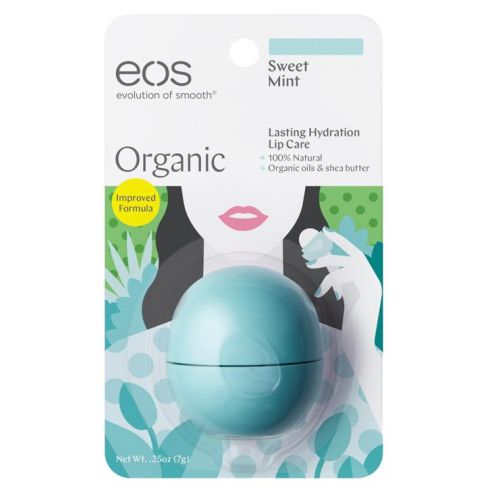 eos
evolution of smooth®
Sweet
Mint
Organic
Lasting Hydration
Lip Care
100% Natural
Organic oils & shea butter
Improved
Formula
Net Wt. .25oz (7g)